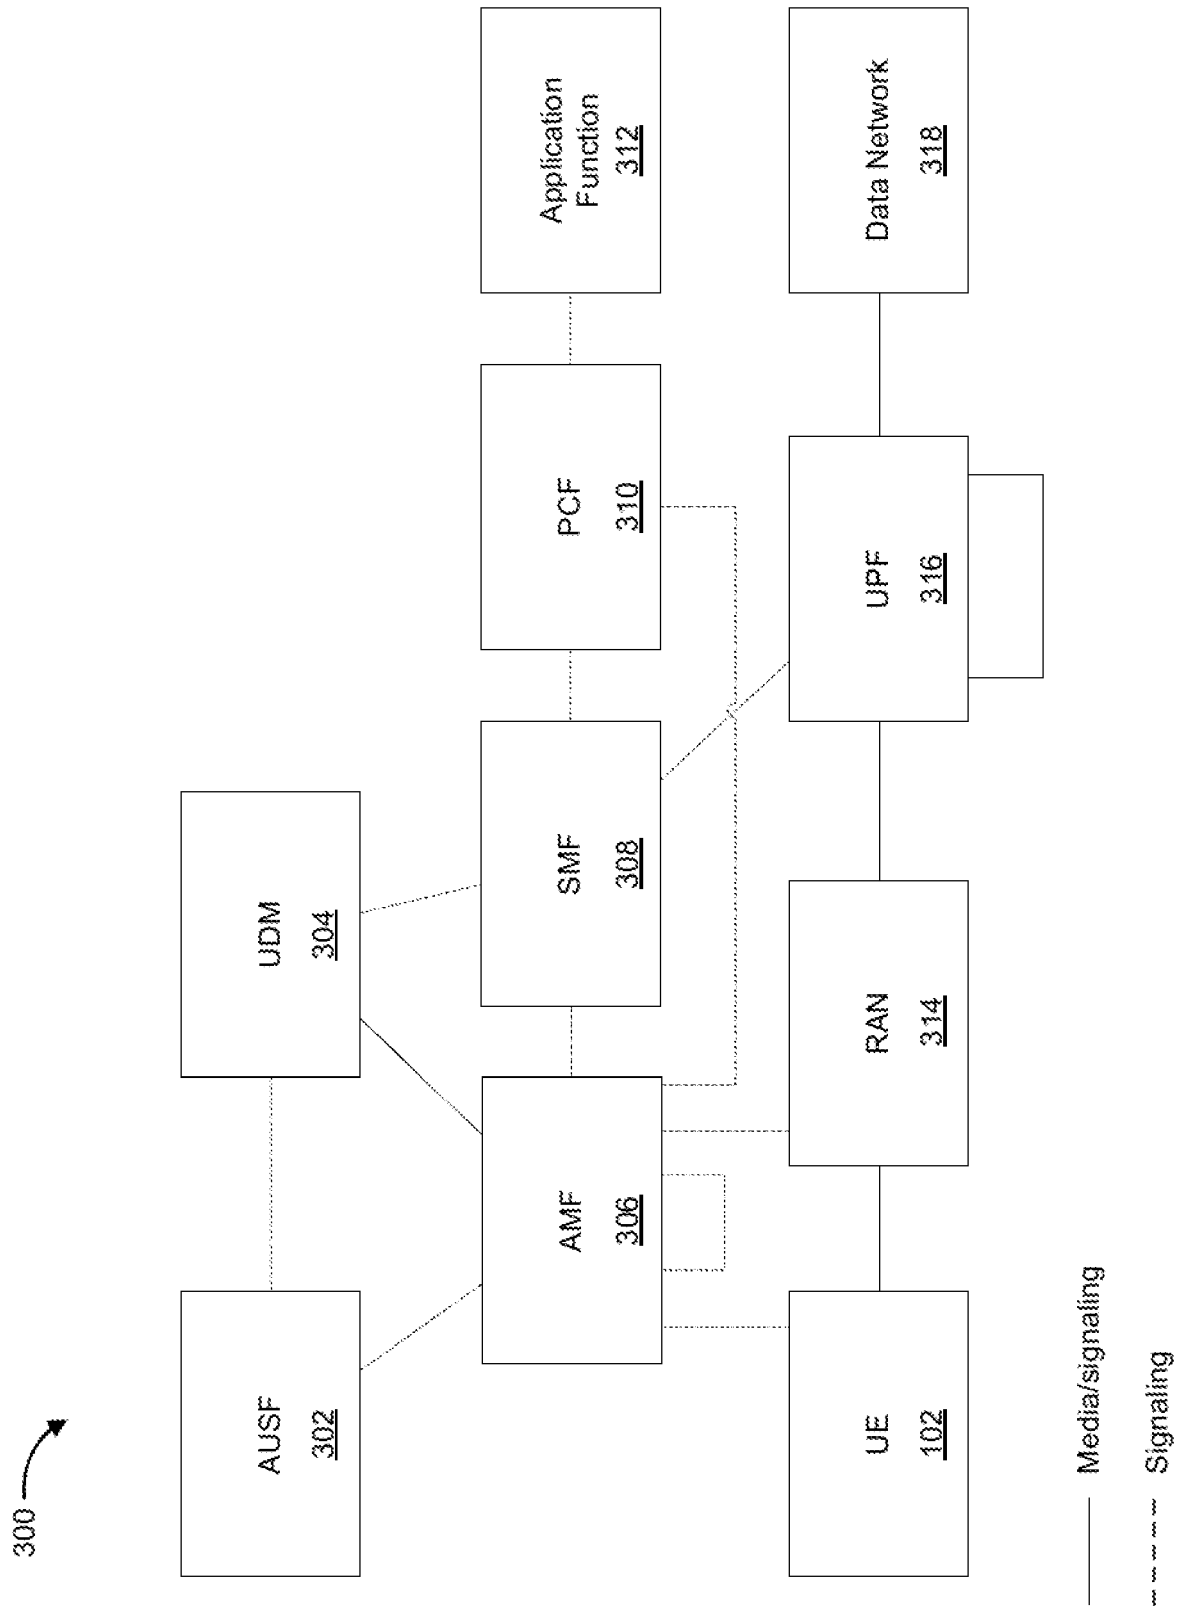 300
AUSF
302
UDM
304
AMF
306
SMF
308
PCF
310
Application
Function
312
UE
102
RAN
314
UPF
316
Data Network
318
Media/signaling
Signaling